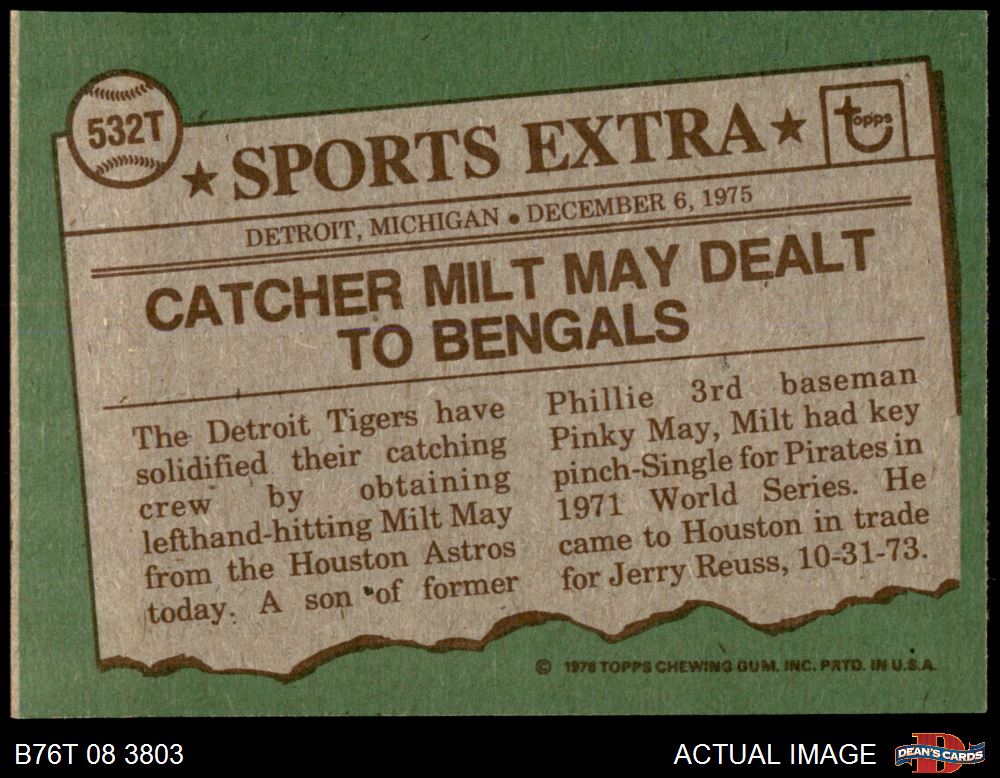 532T
★ SPORTS EXTRA ★
Topps
DETROIT, MICHIGAN • DECEMBER 6, 1975
CATCHER MILT MAY DEALT
TO BENGALS
The Detroit Tigers have
solidified their catching
crew by obtaining
lefthand-hitting Milt May
from the Houston Astros
today. A son of former
Phillie 3rd baseman
Pinky May, Milt had key
pinch-Single for Pirates in
1971 World Series. He
came to Houston in trade
for Jerry Reuss, 10-31-73.
© 1976 TOPPS CHEWING GUM, INC. PRTD. IN U.S.A.
B76T 08 3803
ACTUAL IMAGE
DEAN'S CARDS